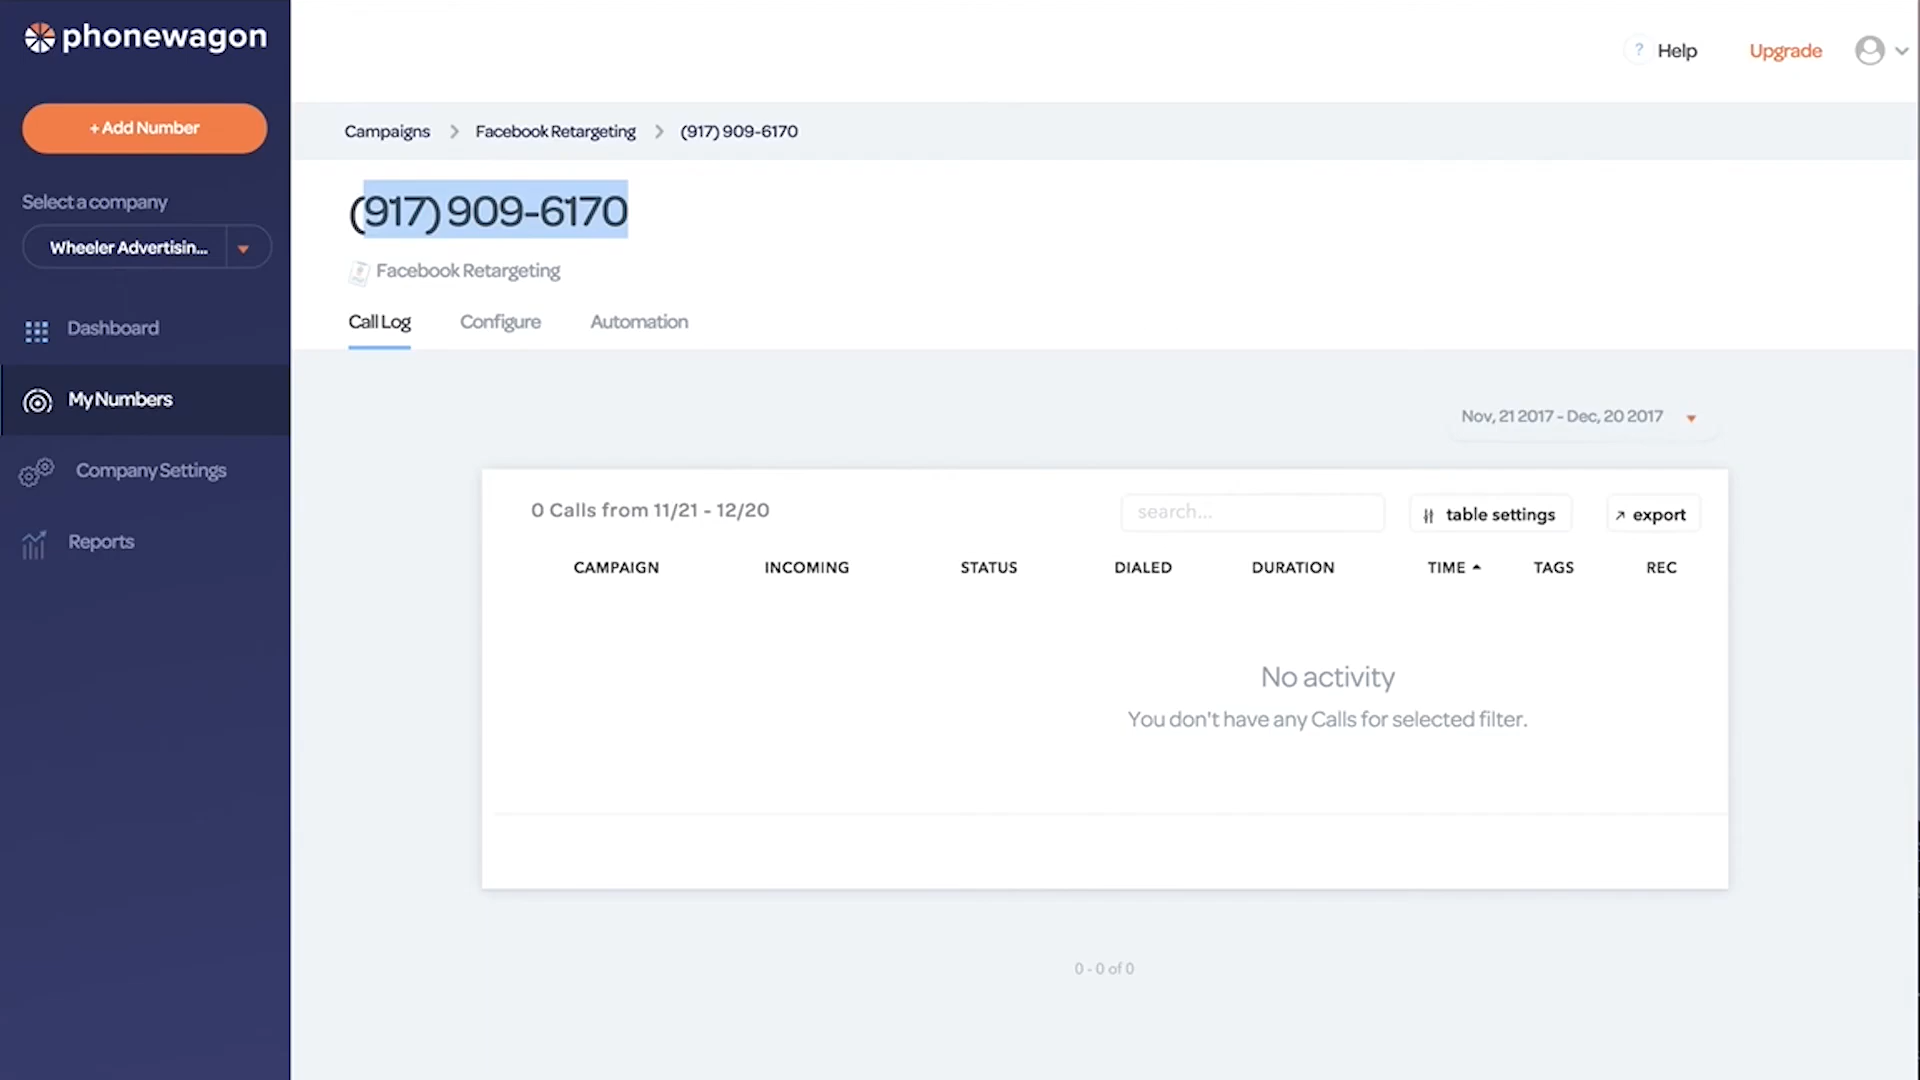 phonewagon
? Help
Upgrade
+ Add Number
Campaigns > Facebook Retargeting > (917) 909-6170
Select a company
Wheeler Advertisin...
(917) 909-6170
Facebook Retargeting
Call Log Configure Automation
Dashboard
My Numbers
Company Settings
Reports
Nov, 21 2017 - Dec, 20 2017
0 Calls from 11/21 - 12/20
search...
table settings
export
CAMPAIGN INCOMING STATUS DIALED DURATION TIME TAGS REC
No activity
You don't have any Calls for selected filter.
0 - 0 of 0